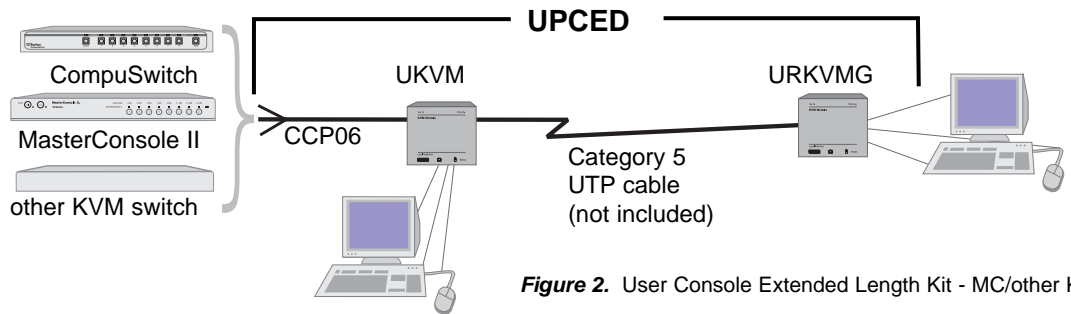 UPCED
CompuSwitch
UKVM
URKVMG
MasterConsole II
CCP06
Category 5
UTP cable
(not included)
other KVM switch
Figure 2. User Console Extended Length Kit - MC/other